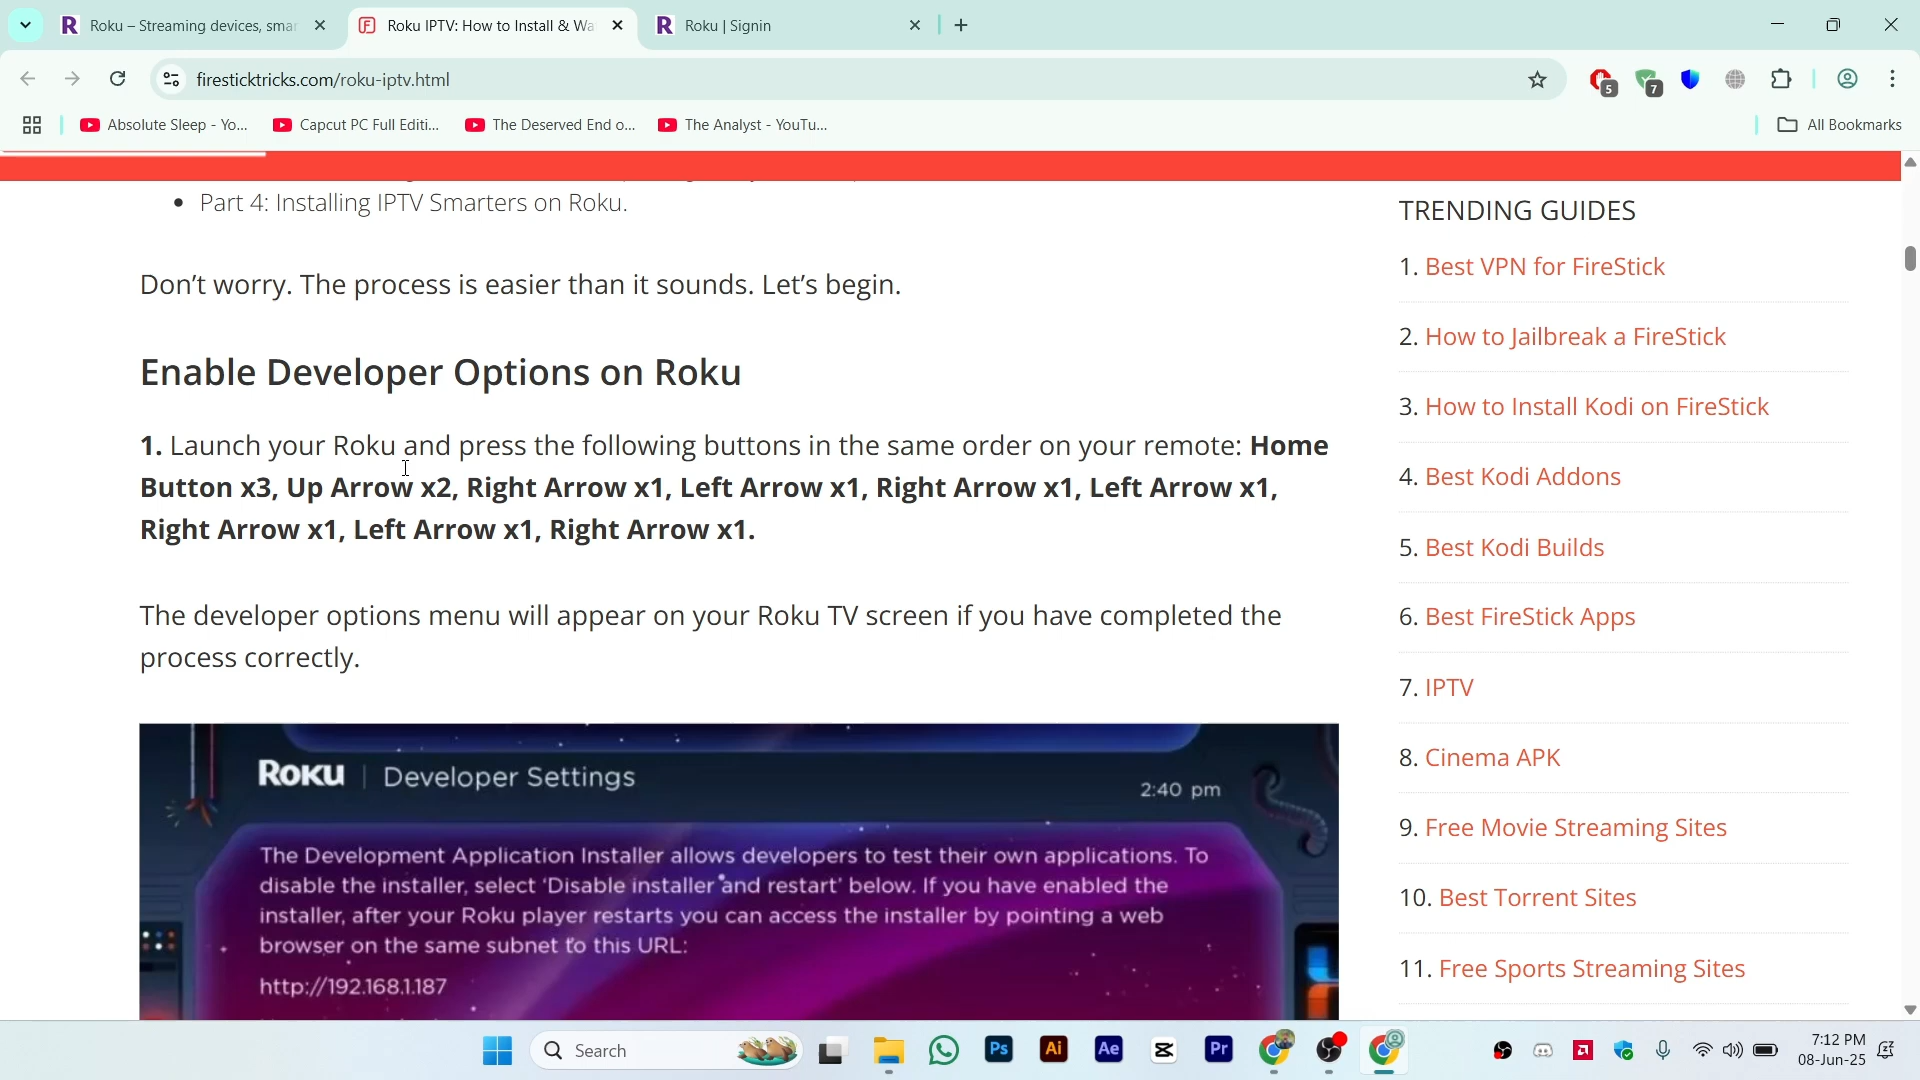 Roku – Streaming devices, smar
Roku IPTV: How to Install & Wa
Roku | Signin
firesticktricks.com/roku-iptv.html
5
7
Absolute Sleep - Yo...
Capcut PC Full Editi...
The Deserved End o...
The Analyst - YouTu...
All Bookmarks
Part 4: Installing IPTV Smarters on Roku.
Don’t worry. The process is easier than it sounds. Let’s begin.
Enable Developer Options on Roku
1. Launch your Roku and press the following buttons in the same order on your remote: Home
Button x3, Up Arrow x2, Right Arrow x1, Left Arrow x1, Right Arrow x1, Left Arrow x1,
Right Arrow x1, Left Arrow x1, Right Arrow x1.
The developer options menu will appear on your Roku TV screen if you have completed the
process correctly.
Roku | Developer Settings
2:40 pm
The Development Application Installer allows developers to test their own applications. To
disable the installer, select ‘Disable installer and restart’ below. If you have enabled the
installer, after your Roku player restarts you can access the installer by pointing a web
browser on the same subnet to this URL:
http://192.168.1.187
TRENDING GUIDES
1. Best VPN for FireStick
2. How to Jailbreak a FireStick
3. How to Install Kodi on FireStick
4. Best Kodi Addons
5. Best Kodi Builds
6. Best FireStick Apps
7. IPTV
8. Cinema APK
9. Free Movie Streaming Sites
10. Best Torrent Sites
11. Free Sports Streaming Sites
Search
Ps
Ai
Ae
Pr
7:12 PM
08-Jun-25